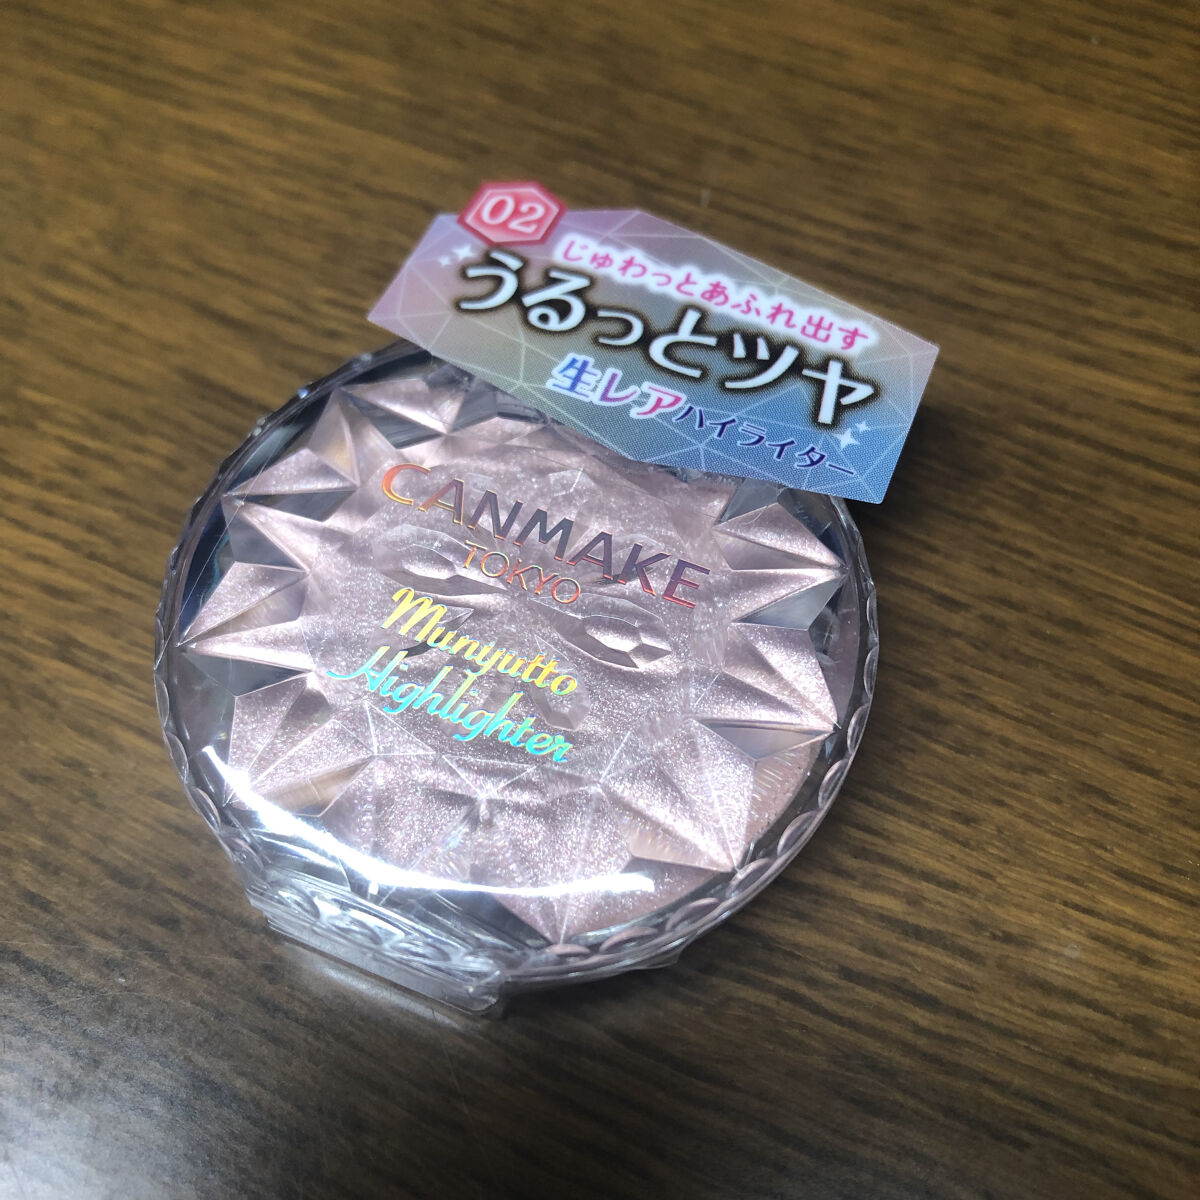 02
じゅわっとあふれ出す
うるっとツヤ
生レアハイライター
CANMAKE
TOKYO
Munyutto
Highlighter